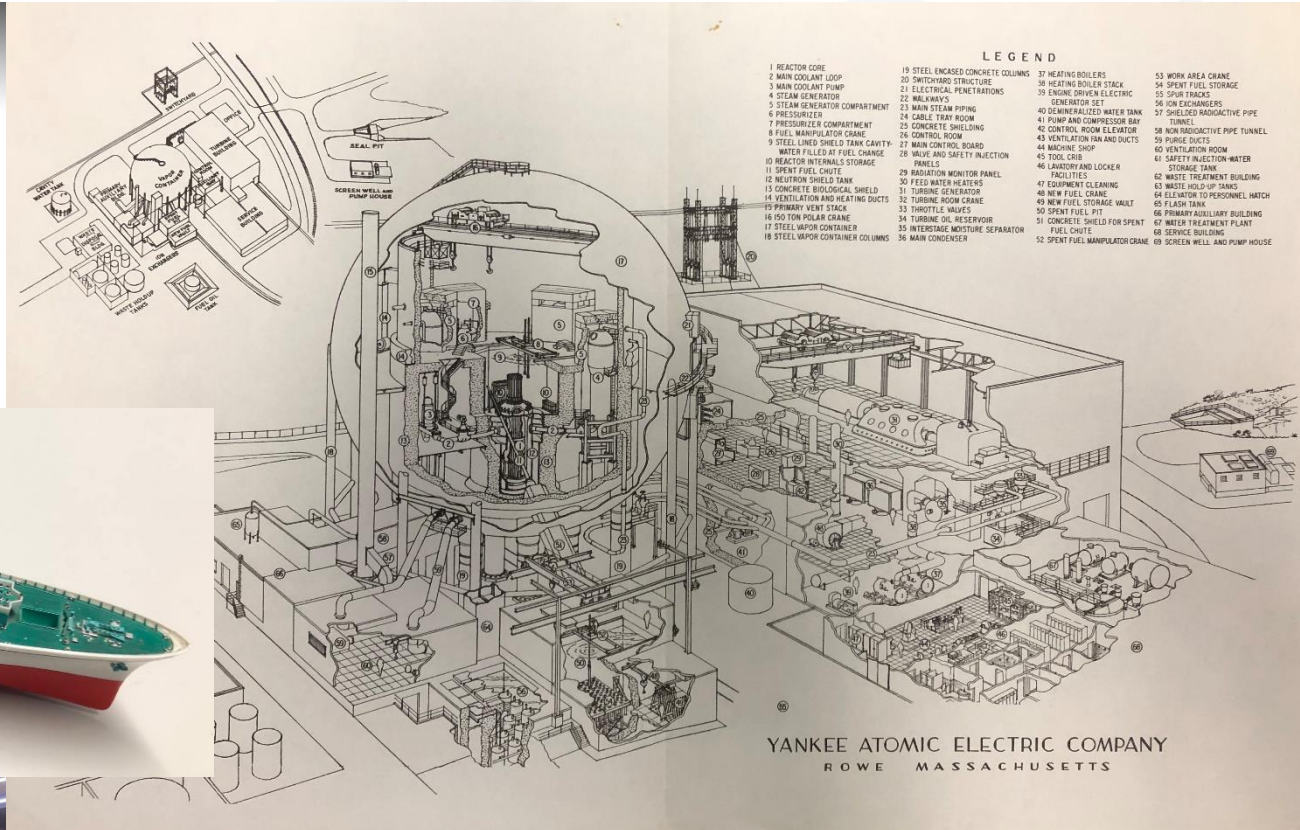 LEGEND
1 REACTOR CORE
2 MAIN COOLANT LOOP
3 MAIN COOLANT PUMP
4 STEAM GENERATOR
5 STEAM GENERATOR COMPARTMENT
6 PRESSURIZER
7 PRESSURIZER COMPARTMENT
8 FUEL MANIPULATOR CRANE
9 STEEL LINED SHIELD TANK CAVITY-
WATER FILLED AT FUEL CHANGE
10 REACTOR INTERNALS STORAGE
11 SPENT FUEL CHUTE
12 NEUTRON SHIELD TANK
13 CONCRETE BIOLOGICAL SHIELD
14 VENTILATION AND HEATING DUCTS
15 PRIMARY VENT STACK
16 150 TON POLAR CRANE
17 STEEL VAPOR CONTAINER
18 STEEL VAPOR CONTAINER COLUMNS
19 STEEL ENCASED CONCRETE COLUMNS
20 SWITCHYARD STRUCTURE
21 ELECTRICAL PENETRATIONS
22 WALKWAYS
23 MAIN STEAM PIPING
24 CABLE TRAY ROOM
25 CONCRETE SHIELDING
26 CONTROL ROOM
27 MAIN CONTROL BOARD
28 VALVE AND SAFETY INJECTION
PANELS
29 RADIATION MONITOR PANEL
30 FEED WATER HEATERS
31 TURBINE GENERATOR
32 TURBINE ROOM CRANE
33 THROTTLE VALVES
34 TURBINE OIL RESERVOIR
35 INTERSTAGE MOISTURE SEPARATOR
36 MAIN CONDENSER
37 HEATING BOILERS
38 HEATING BOILER STACK
39 ENGINE DRIVEN ELECTRIC
GENERATOR SET
40 DEMINERALIZED WATER TANK
41 PUMP AND COMPRESSOR BAY
42 CONTROL ROOM ELEVATOR
43 VENTILATION FAN AND DUCTS
44 MACHINE SHOP
45 TOOL CRIB
46 LAVATORY AND LOCKER
FACILITIES
47 EQUIPMENT CLEANING
48 NEW FUEL CRANE
49 NEW FUEL STORAGE VAULT
50 SPENT FUEL PIT
51 CONCRETE SHIELD FOR SPENT
FUEL CHUTE
52 SPENT FUEL MANIPULATOR CRANE
53 WORK AREA CRANE
54 SPENT FUEL STORAGE
55 SPUR TRACKS
56 ION EXCHANGERS
57 SHIELDED RADIOACTIVE PIPE
TUNNEL
58 NON RADIOACTIVE PIPE TUNNEL
59 PURGE DUCTS
60 VENTILATION ROOM
61 SAFETY INJECTION-WATER
STORAGE TANK
62 WASTE TREATMENT BUILDING
63 WASTE HOLD-UP TANKS
64 ELEVATOR TO PERSONNEL HATCH
65 FLASH TANK
66 PRIMARY AUXILIARY BUILDING
67 WATER TREATMENT PLANT
68 SERVICE BUILDING
69 SCREEN WELL AND PUMP HOUSE
SWITCHYARD
OFFICE
TURBINE
BUILDING
SEAL PIT
SCREEN WELL AND
PUMP HOUSE
CAVITY
WATER TANK
VAPOR
CONTAINER
SERVICE
BUILDING
ION
EXCHANGERS
WASTE HOLDUP
TANKS
FUEL OIL
TANK
YANKEE ATOMIC ELECTRIC COMPANY
ROWE MASSACHUSETTS